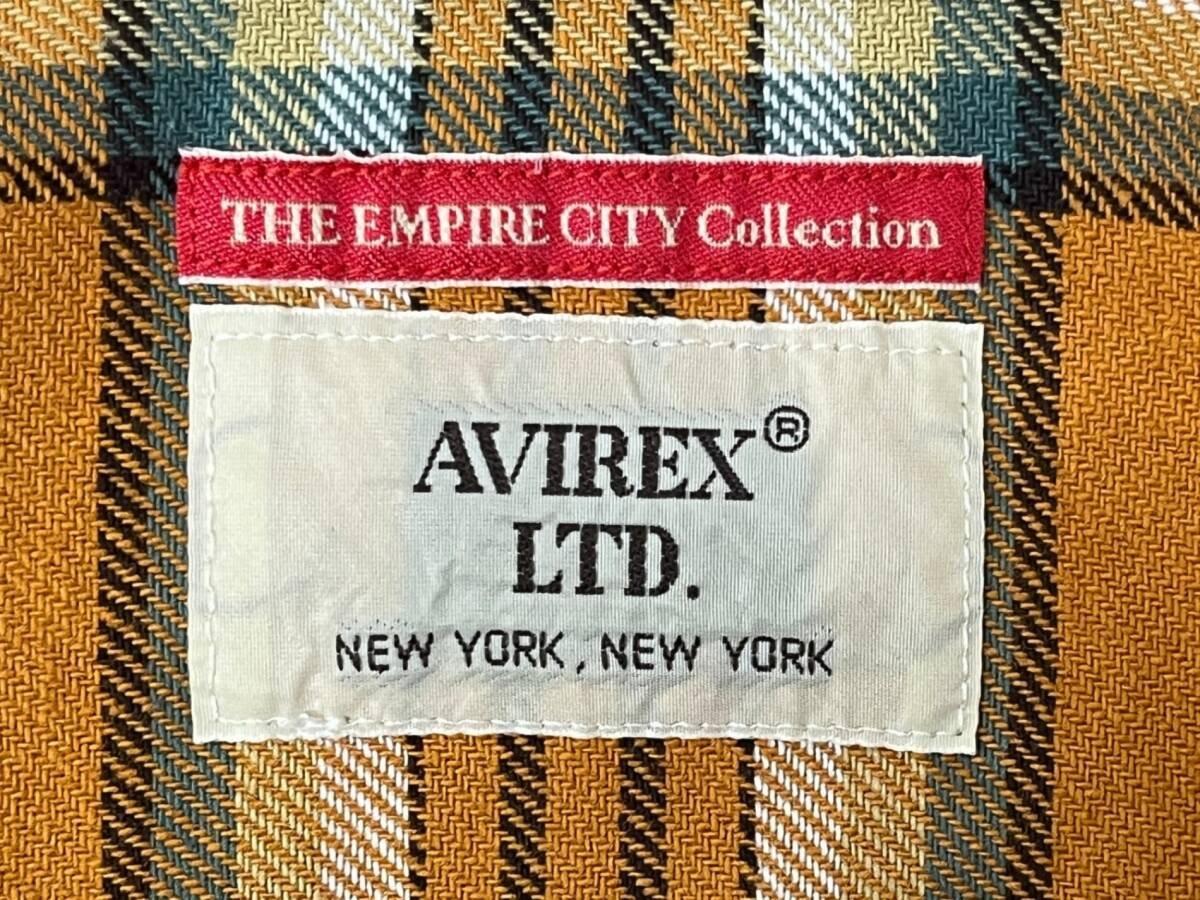 THE EMPIRE CITY Collection
AVIREX®
LTD.
NEW YORK, NEW YORK